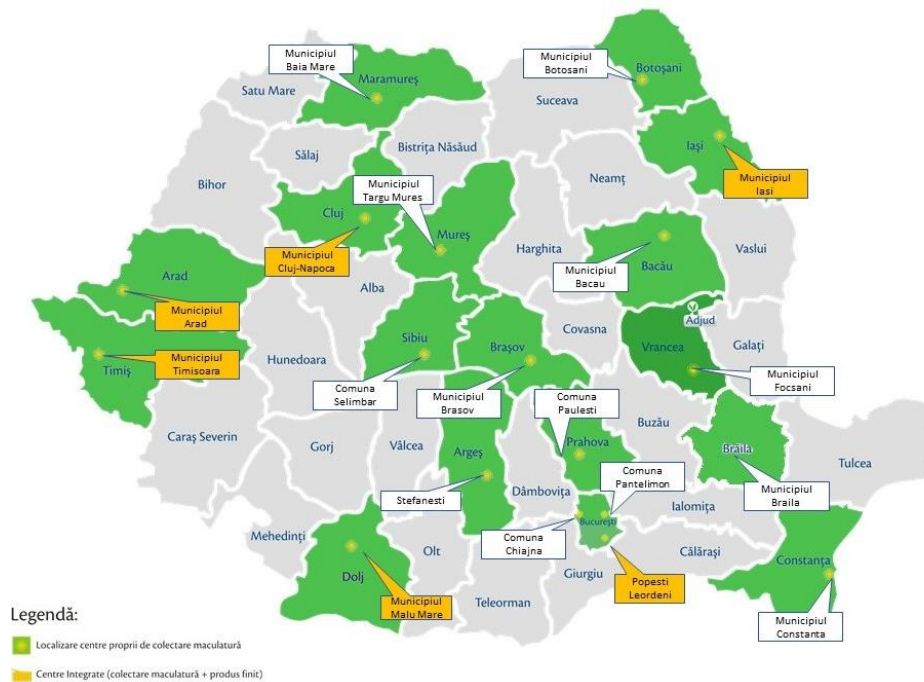 Municipiul
Baia Mare
Maramureş
Satu Mare
Municipiul
Botosani
Botoşani
Suceava
Iaşi
Municipiul
Iasi
Sălaj
Bistriţa Năsăud
Bihor
Municipiul
Targu Mures
Neamţ
Cluj
Mureş
Municipiul
Cluj-Napoca
Harghita
Municipiul
Bacau
Bacău
Vaslui
Arad
Alba
Municipiul
Arad
Timiş
Municipiul
Timisoara
Hunedoara
Sibiu
Comuna
Selimbar
Braşov
Municipiul
Brasov
Covasna
Adjud
Vrancea
Galaţi
Municipiul
Focsani
Caraş Severin
Gorj
Vâlcea
Argeş
Stefanesti
Comuna
Paulesti
Prahova
Buzău
Brăila
Municipiul
Braila
Tulcea
Dâmboviţa
Comuna
Pantelimon
Bucureşti
Comuna
Chiajna
Ialomiţa
Mehedinţi
Dolj
Olt
Municipiul
Malu Mare
Teleorman
Giurgiu
Popesti
Leordeni
Călăraşi
Constanţa
Municipiul
Constanta
Legendă:
Localizare centre proprii de colectare maculatură
Centre Integrate (colectare maculatură + produs finit)